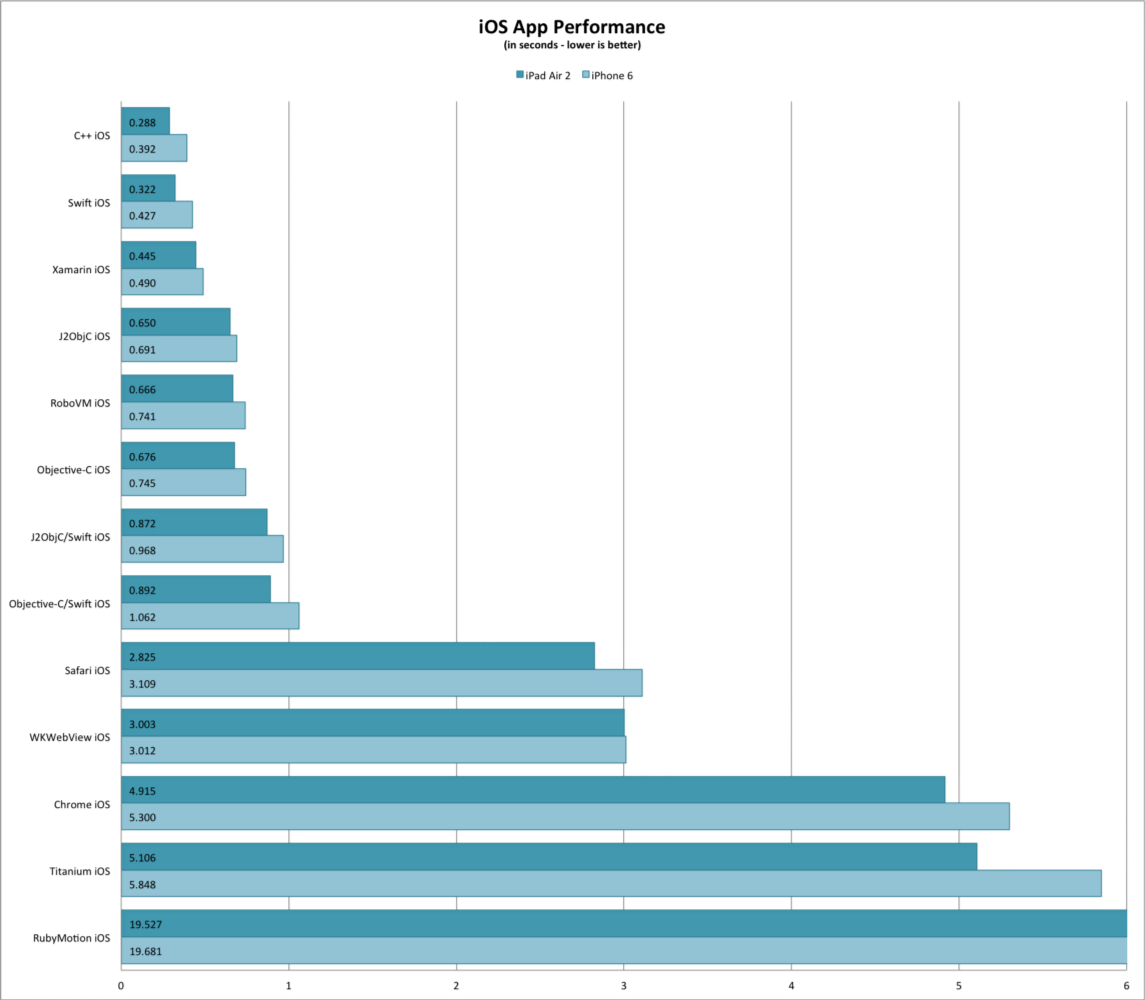 iOS App Performance
(in seconds - lower is better)
iPad Air 2 iPhone 6
C++ iOS
0.288
0.392
Swift iOS
0.322
0.427
Xamarin iOS
0.445
0.490
J2ObjC iOS
0.650
0.691
RoboVM iOS
0.666
0.741
Objective-C iOS
0.676
0.745
J2ObjC/Swift iOS
0.872
0.968
Objective-C/Swift iOS
0.892
1.062
Safari iOS
2.825
3.109
WKWebView iOS
3.003
3.012
Chrome iOS
4.915
5.300
Titanium iOS
5.106
5.848
RubyMotion iOS
19.527
19.681
0 1 2 3 4 5 6